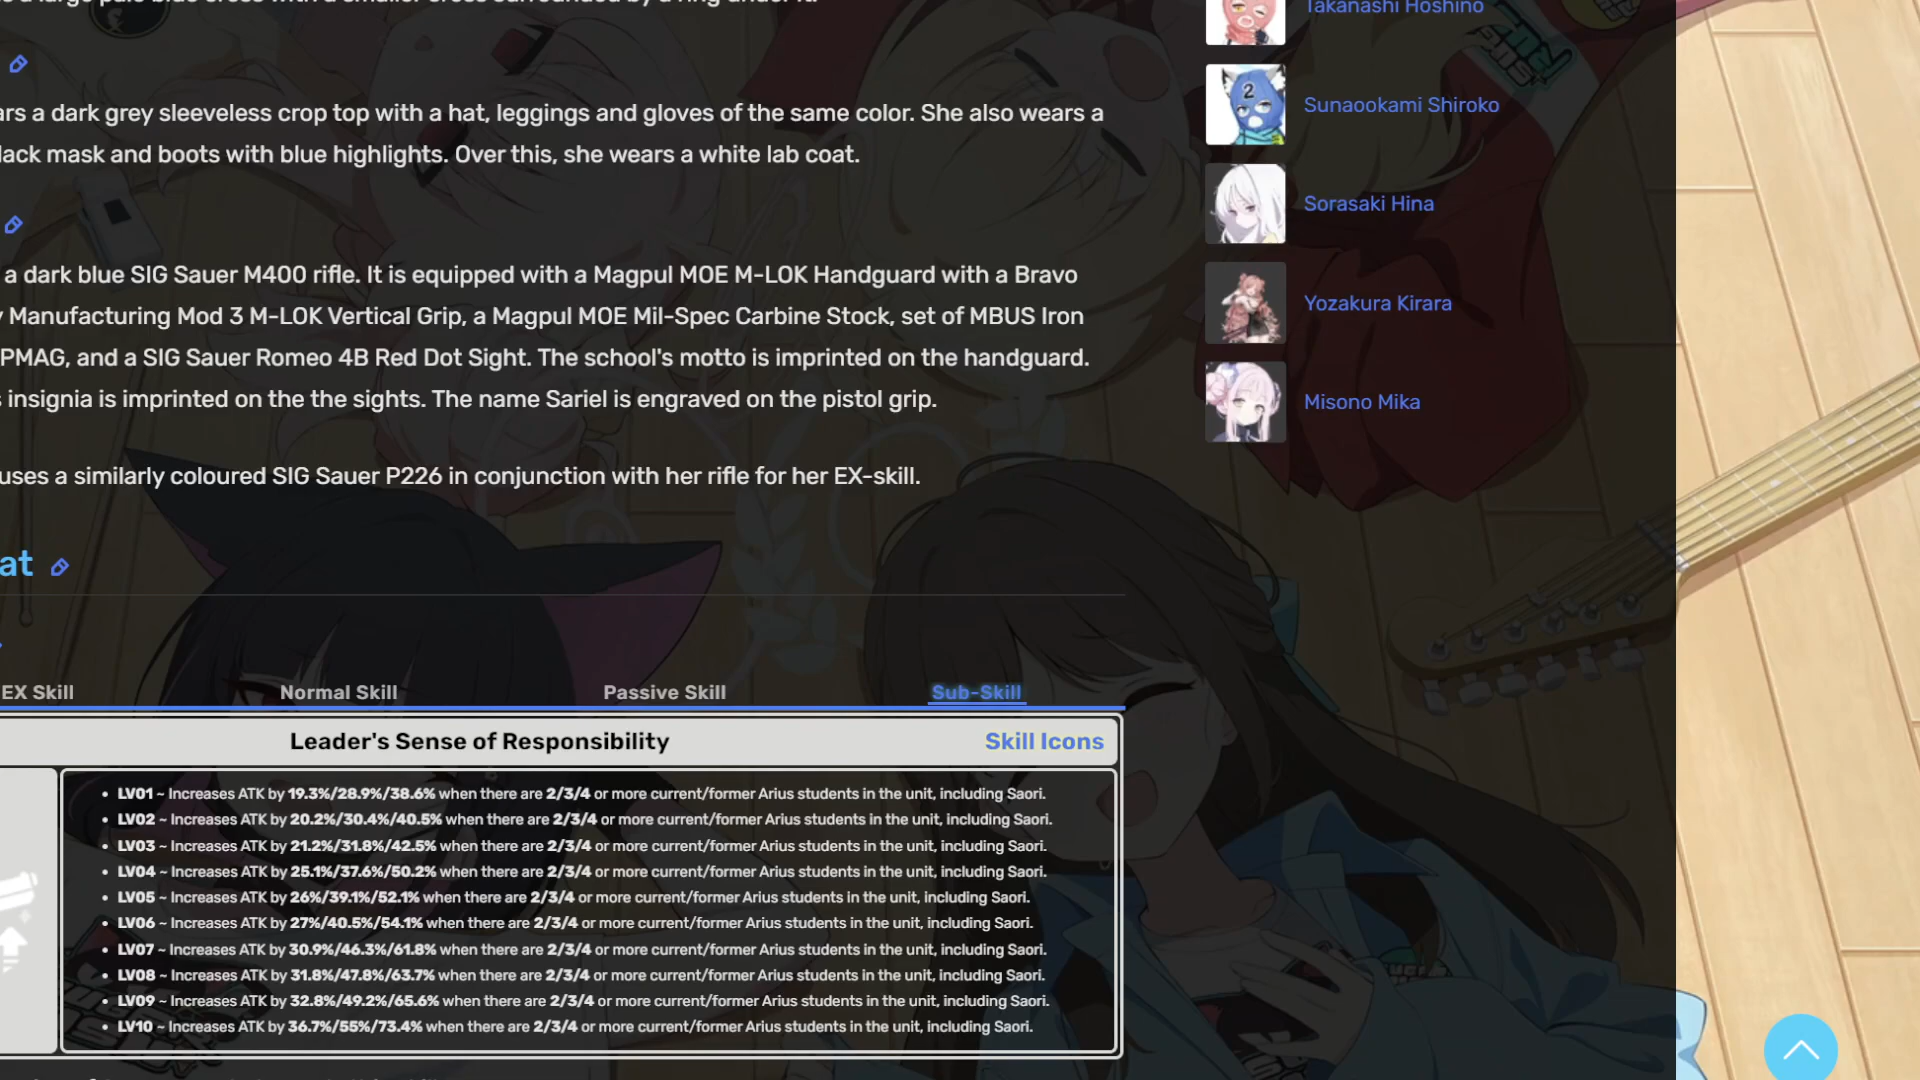 ars a dark grey sleeveless crop top with a hat, leggings and gloves of the same color. She also wears a
lack mask and boots with blue highlights. Over this, she wears a white lab coat.
a dark blue SIG Sauer M400 rifle. It is equipped with a Magpul MOE M-LOK Handguard with a Bravo
y Manufacturing Mod 3 M-LOK Vertical Grip, a Magpul MOE Mil-Spec Carbine Stock, set of MBUS Iron
PMAG, and a SIG Sauer Romeo 4B Red Dot Sight. The school's motto is imprinted on the handguard.
s insignia is imprinted on the the sights. The name Sariel is engraved on the pistol grip.
uses a similarly coloured SIG Sauer P226 in conjunction with her rifle for her EX-skill.
at
EX Skill Normal Skill Passive Skill Sub-Skill
Leader's Sense of Responsibility Skill Icons
• LV01 ~ Increases ATK by 19.3%/28.9%/38.6% when there are 2/3/4 or more current/former Arius students in the unit, including Saori.
• LV02 ~ Increases ATK by 20.2%/30.4%/40.5% when there are 2/3/4 or more current/former Arius students in the unit, including Saori.
• LV03 ~ Increases ATK by 21.2%/31.8%/42.5% when there are 2/3/4 or more current/former Arius students in the unit, including Saori.
• LV04 ~ Increases ATK by 25.1%/37.6%/50.2% when there are 2/3/4 or more current/former Arius students in the unit, including Saori.
• LV05 ~ Increases ATK by 26%/39.1%/52.1% when there are 2/3/4 or more current/former Arius students in the unit, including Saori.
• LV06 ~ Increases ATK by 27%/40.5%/54.1% when there are 2/3/4 or more current/former Arius students in the unit, including Saori.
• LV07 ~ Increases ATK by 30.9%/46.3%/61.8% when there are 2/3/4 or more current/former Arius students in the unit, including Saori.
• LV08 ~ Increases ATK by 31.8%/47.8%/63.7% when there are 2/3/4 or more current/former Arius students in the unit, including Saori.
• LV09 ~ Increases ATK by 32.8%/49.2%/65.6% when there are 2/3/4 or more current/former Arius students in the unit, including Saori.
• LV10 ~ Increases ATK by 36.7%/55%/73.4% when there are 2/3/4 or more current/former Arius students in the unit, including Saori.
Takanashi Hoshino
2
Sunaookami Shiroko
Sorasaki Hina
Yozakura Kirara
Misono Mika